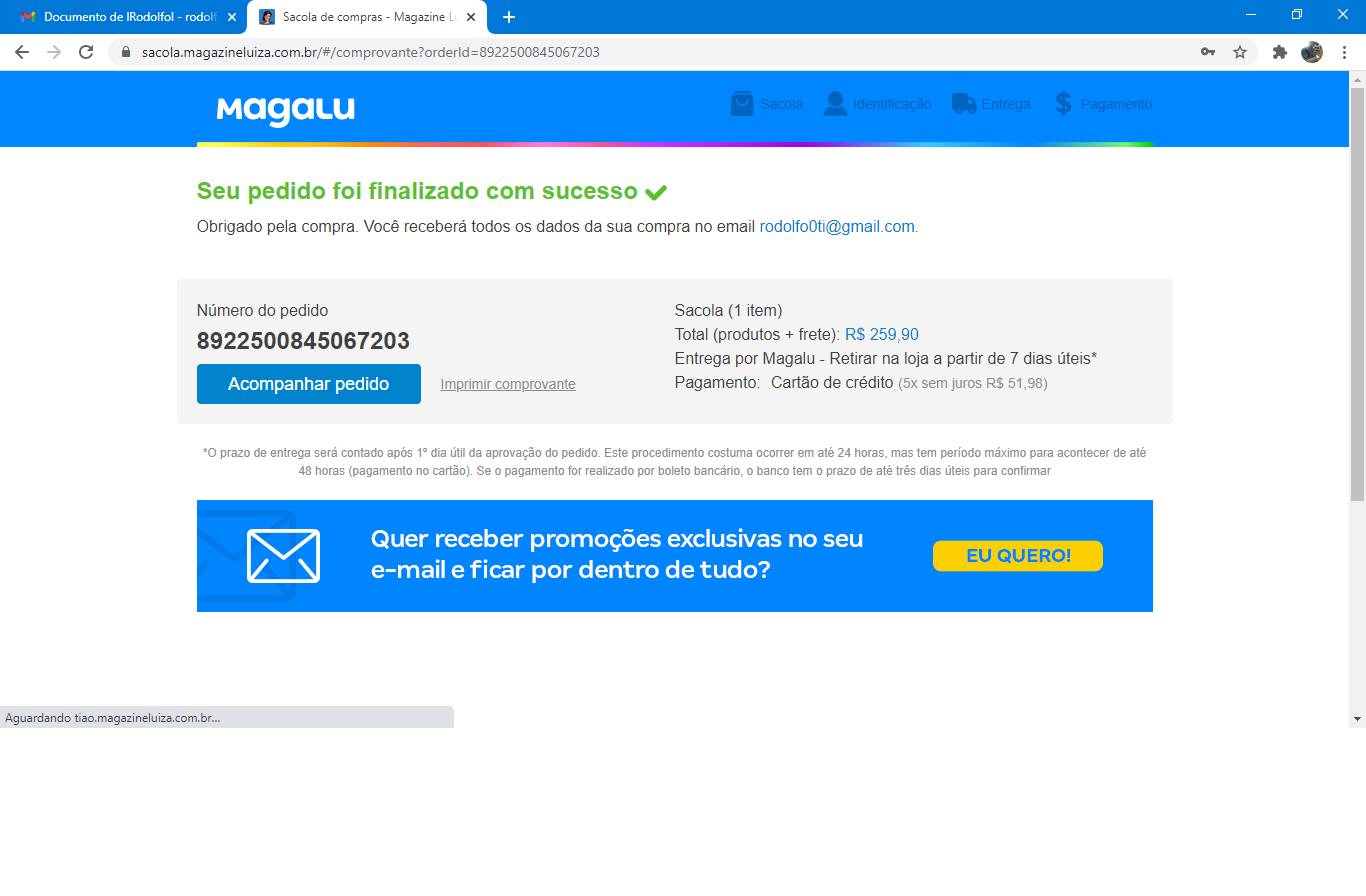 Documento de IRodolfol - rodolf
Sacola de compras - Magazine Lu
sacola.magazineluiza.com.br/#/comprovante?orderId=8922500845067203
Magalu
Sacola
Identificação
Entrega
Pagamento
Seu pedido foi finalizado com sucesso
Obrigado pela compra. Você receberá todos os dados da sua compra no email rodolfo0ti@gmail.com.
Número do pedido
8922500845067203
Acompanhar pedido
Imprimir comprovante
Sacola (1 item)
Total (produtos + frete): R$ 259,90
Entrega por Magalu - Retirar na loja a partir de 7 dias úteis*
Pagamento: Cartão de crédito (5x sem juros R$ 51,98)
*O prazo de entrega será contado após 1º dia útil da aprovação do pedido. Este procedimento costuma ocorrer em até 24 horas, mas tem período máximo para acontecer de até
48 horas (pagamento no cartão). Se o pagamento for realizado por boleto bancário, o banco tem o prazo de até três dias úteis para confirmar
Quer receber promoções exclusivas no seu
e-mail e ficar por dentro de tudo?
EU QUERO!
Aguardando tiao.magazineluiza.com.br...